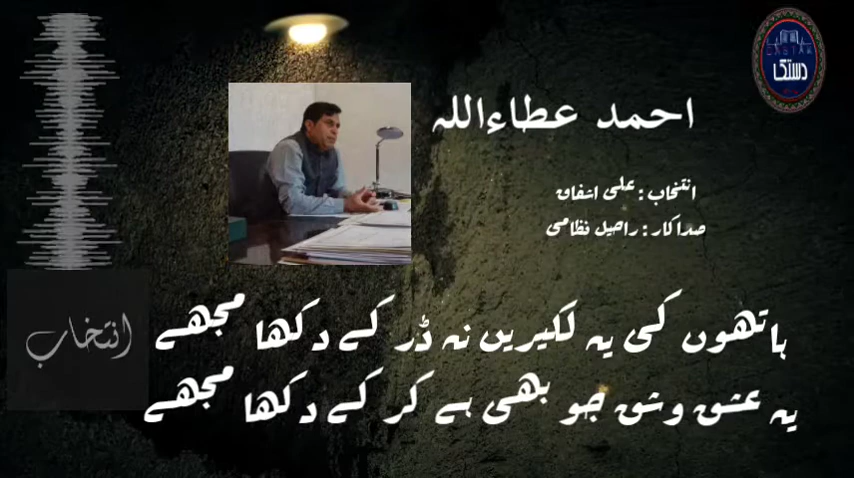 دستک
احمد عطاءاللہ
انتخاب : علی اشفاق
صداکار : راحیل نظامی
انتخاب
ہاتھوں کی یہ لکیریں نہ ڈر کے دکھا مجھے
یہ عشق وشق جو بھی ہے کر کے دکھا مجھے